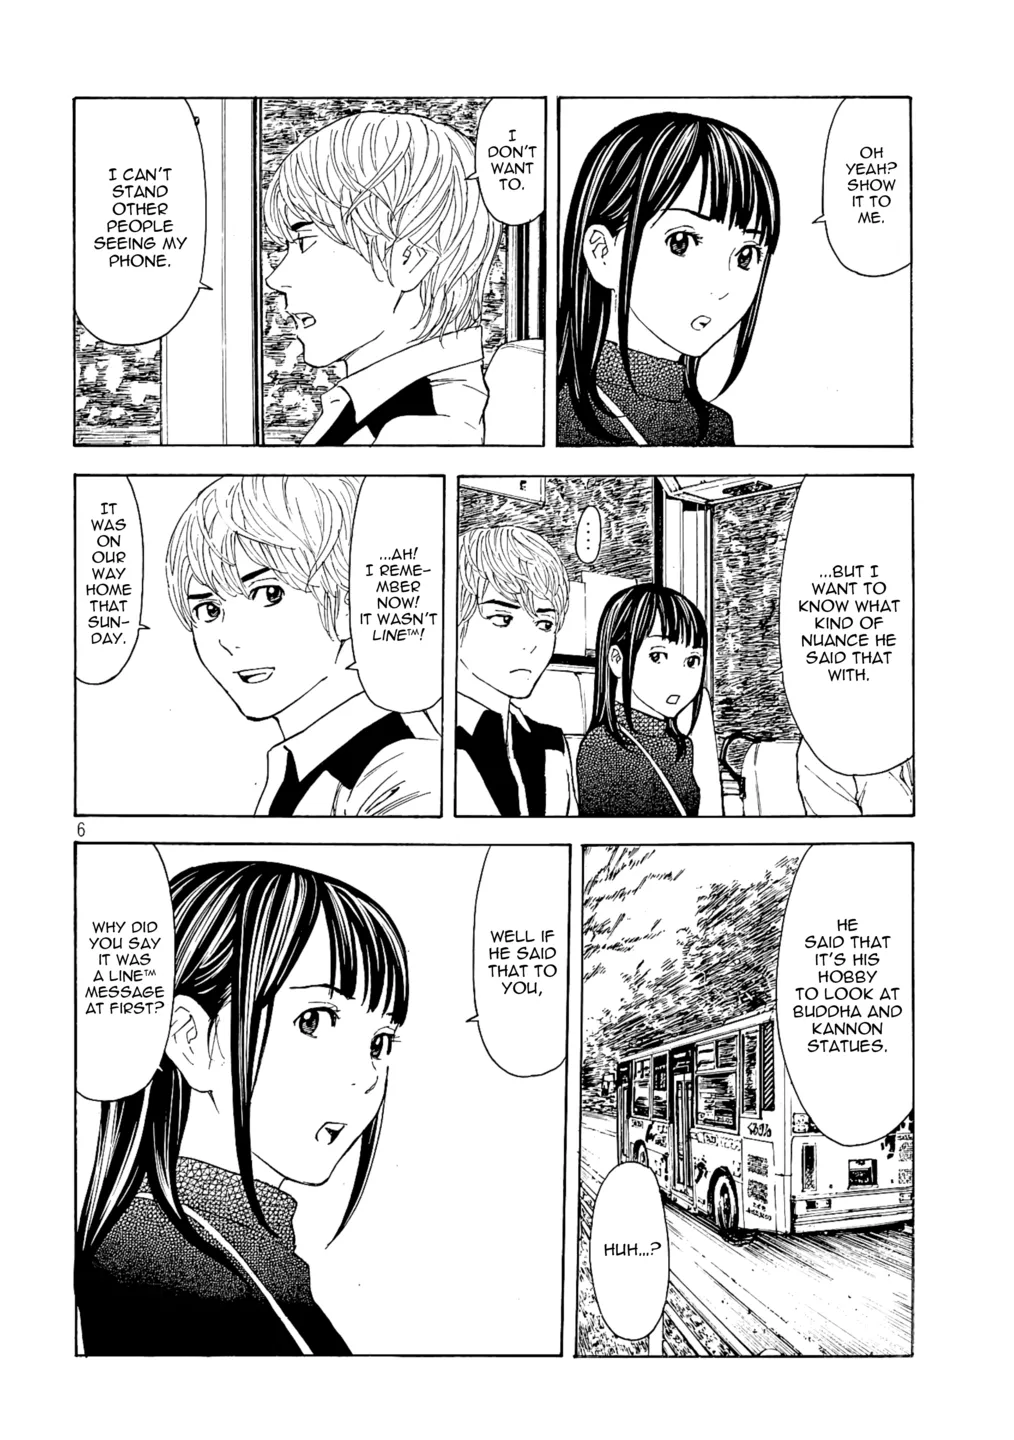 OH
YEAH?
SHOW
IT TO
ME.
I
DON'T
WANT
TO.
I CAN'T
STAND
OTHER
PEOPLE
SEEING MY
PHONE.
...BUT I
WANT TO
KNOW WHAT
KIND OF
NUANCE HE
SAID THAT
WITH.
....
...AH!
I REME-
MBER
NOW!
IT WASN'T
LINE™!
IT
WAS
ON
OUR
WAY
HOME
THAT
SUN-
DAY.
6
HE
SAID THAT
IT'S HIS
HOBBY
TO LOOK AT
BUDDHA AND
KANNON
STATUES.
HUH...?
WELL IF
HE SAID
THAT TO
YOU,
WHY DID
YOU SAY
IT WAS
A LINE™
MESSAGE
AT FIRST?